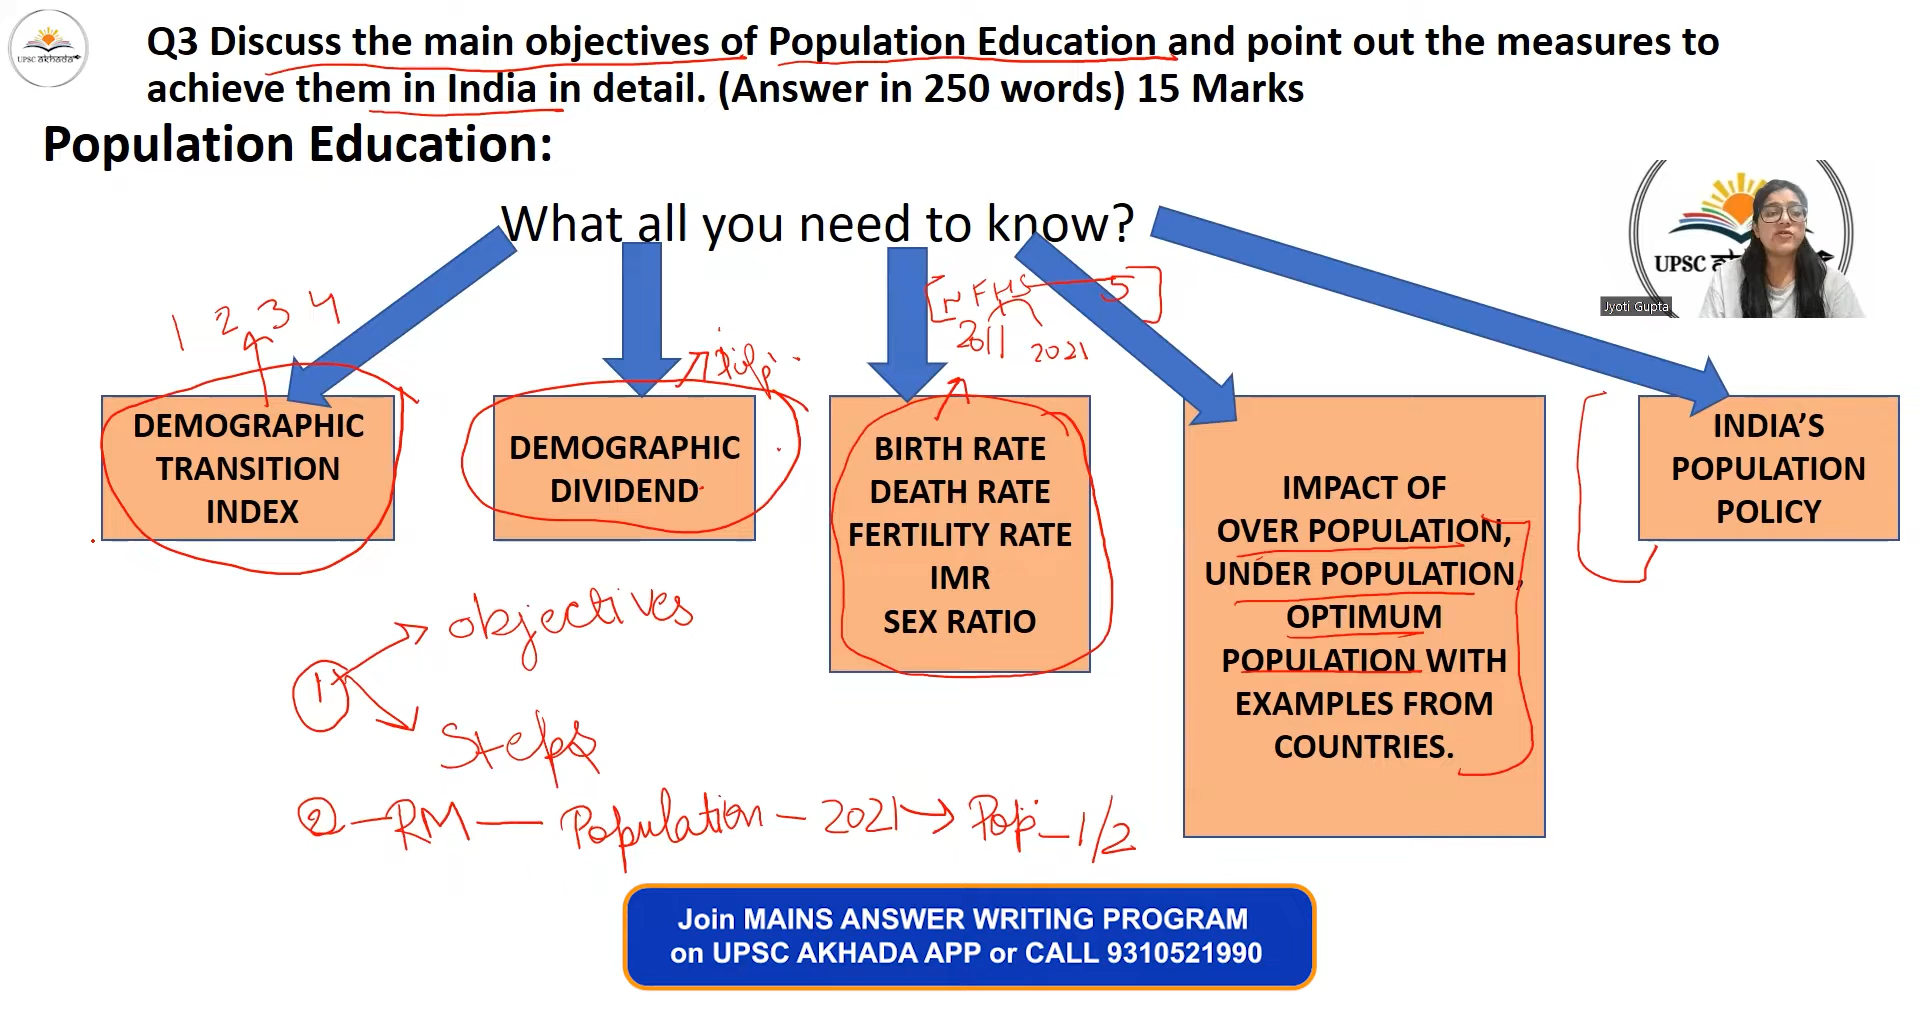 UPSC akhada
Q3 Discuss the main objectives of Population Education and point out the measures to
achieve them in India in detail. (Answer in 250 words) 15 Marks
Population Education:
What all you need to know?
UPSC
Jyoti Gupta
1 2 3 4
NFHS 5
2011 2021
DEMOGRAPHIC
TRANSITION
INDEX
DEMOGRAPHIC
DIVIDEND
BIRTH RATE
DEATH RATE
FERTILITY RATE
IMR
SEX RATIO
IMPACT OF
OVER POPULATION,
UNDER POPULATION,
OPTIMUM
POPULATION WITH
EXAMPLES FROM
COUNTRIES.
INDIA’S
POPULATION
POLICY
1 objectives
Steps
2 - RM - Population - 2021 → Pop - 1/2
Join MAINS ANSWER WRITING PROGRAM
on UPSC AKHADA APP or CALL 9310521990